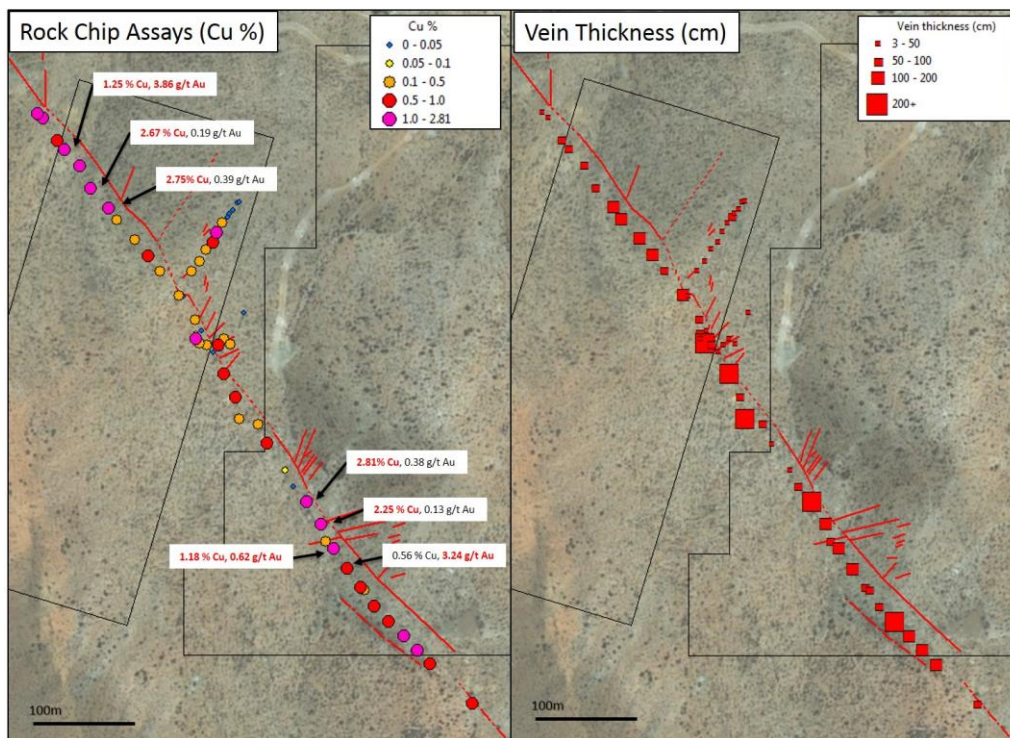 Rock Chip Assays (Cu %)
Cu %
0 - 0.05
0.05 - 0.1
0.1 - 0.5
0.5 - 1.0
1.0 - 2.81
1.25 % Cu, 3.86 g/t Au
2.67 % Cu, 0.19 g/t Au
2.75% Cu, 0.39 g/t Au
2.81% Cu, 0.38 g/t Au
2.25 % Cu, 0.13 g/t Au
1.18 % Cu, 0.62 g/t Au
0.56 % Cu, 3.24 g/t Au
100m
Vein Thickness (cm)
Vein thickness (cm)
3 - 50
50 - 100
100 - 200
200+
100m